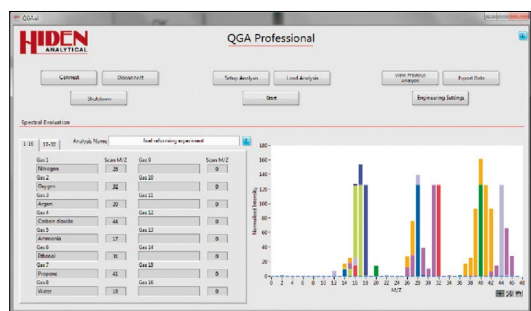 QGA.vi
HIDEN
ANALYTICAL
QGA Professional
Connect
Disconnect
Setup Analysis
Load Analysis
View Previous Analysis
Export Data
Shutdown
Start
Engineering Settings
Spectral Evaluation
1-16
17-32
Analysis Name
fuel reforming experiment
Gas 1 Scan M/Z Gas 9 Scan M/Z
Nitrogen 28 0
Gas 2 Gas 10
Oxygen 32 0
Gas 3 Gas 11
Argon 20 0
Gas 4 Gas 12
Carbon dioxide 44 0
Gas 5 Gas 13
Ammonia 17 0
Gas 6 Gas 14
Ethanol 31 0
Gas 7 Gas 15
Propane 41 0
Gas 8 Gas 16
Water 18 0
180
160
140
120
100
80
60
40
20
0
Normalised Intensity
0 2 4 6 8 10 12 14 16 18 20 22 24 26 28 30 32 34 36 38 40 42 44 46 48
M/Z